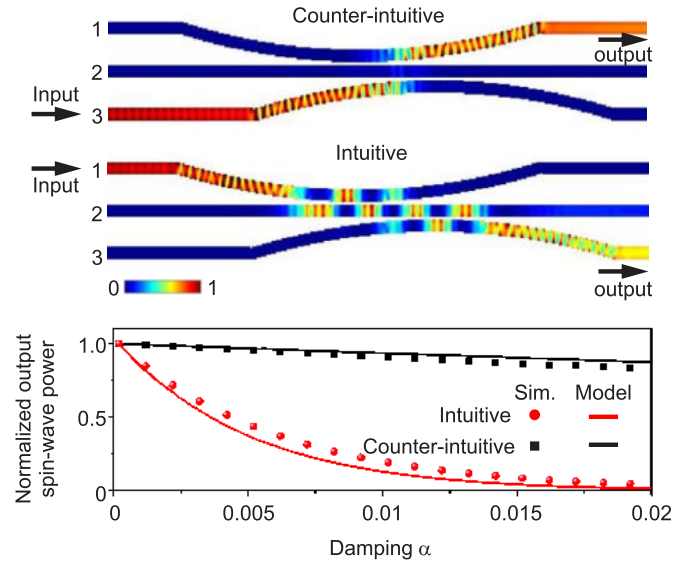 Counter-intuitive
1
output
2
Input
3
Intuitive
1
Input
2
3
0 1
output
Normalized output
spin-wave power
1.0
0.5
0
Sim. Model
Intuitive
Counter-intuitive
0 0.005 0.01 0.015 0.02
Damping α